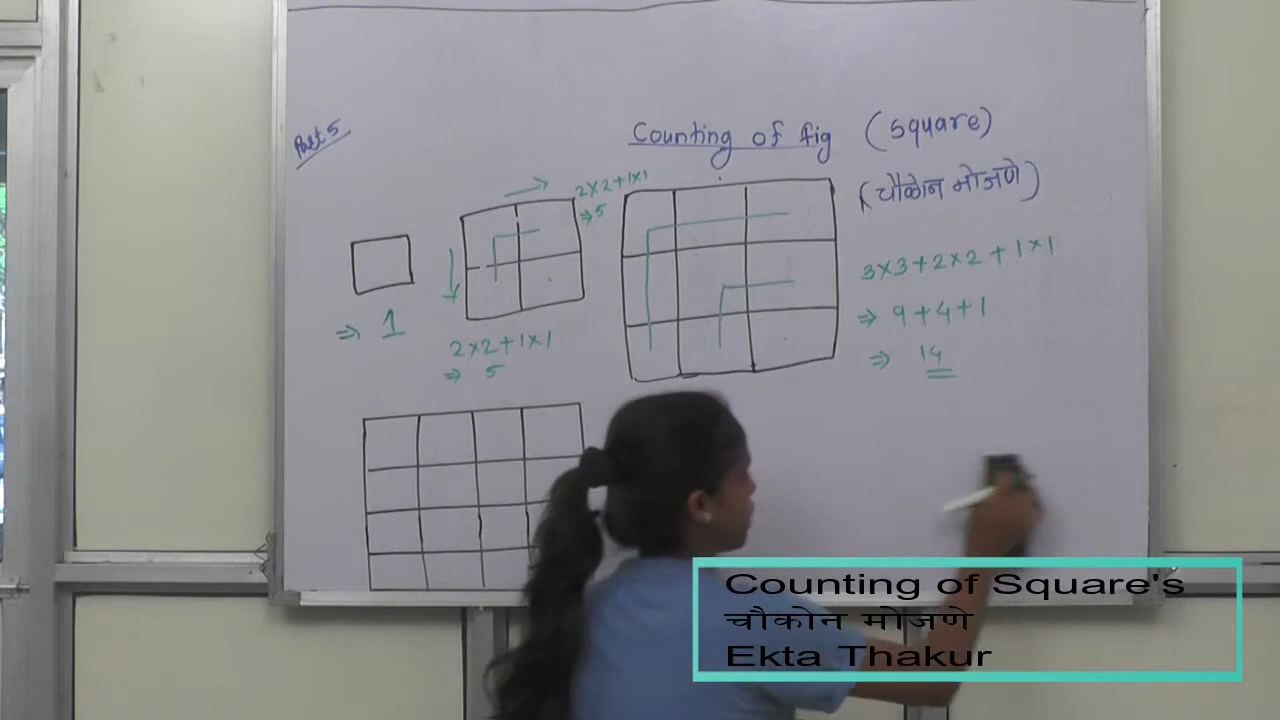 Part 5
Counting of fig (square)
(चौकोन मोजणे)
2×2+1×1
⇒ 5
3×3+2×2+1×1
⇒ 9+4+1
⇒ 14
⇒ 1
2×2+1×1
⇒ 5
Counting of Square's
चौकोन मोजणे
Ekta Thakur